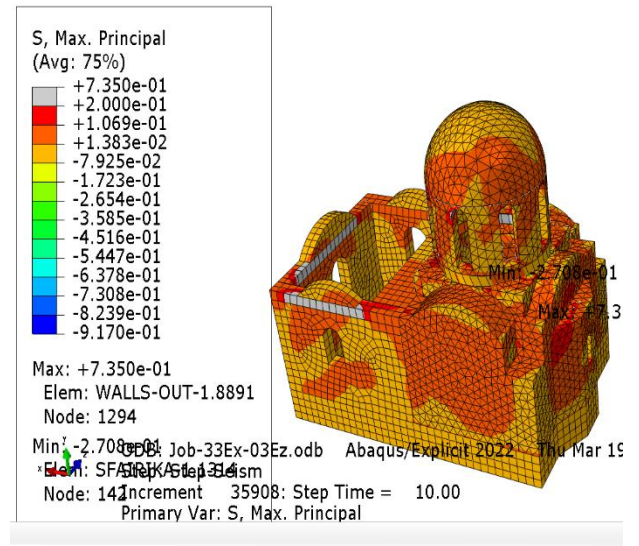 S, Max. Principal
(Avg: 75%)
+7.350e-01
+2.000e-01
+1.069e-01
+1.383e-02
-7.925e-02
-1.723e-01
-2.654e-01
-3.585e-01
-4.516e-01
-5.447e-01
-6.378e-01
-7.308e-01
-8.239e-01
-9.170e-01
Max: +7.350e-01
Elem: WALLS-OUT-1.8891
Node: 1294
Min: -2.708e-01
Node: 142
Min: -2.708e-01
Max: +7.3
ODB: Job-33Ex-03Ez.odb Abaqus/Explicit 2022 Thu Mar 19
Step: Step-Seism
Increment 35908: Step Time = 10.00
Primary Var: S, Max. Principal